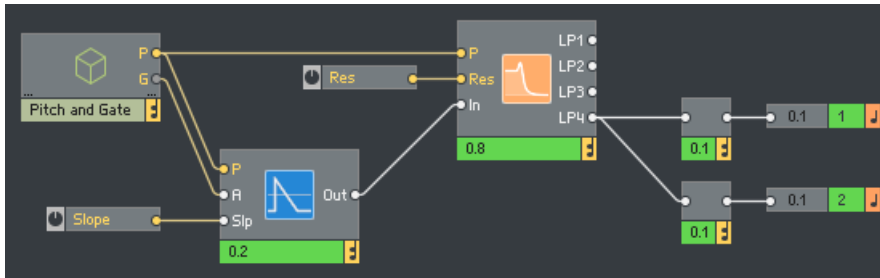 P
G
... ...
Pitch and Gate
Res
P
Res
In
LP1
LP2
LP3
LP4
0.8
Slope
P
A
Slp
Out
0.2
0.1
0.1 1
0.1
0.1 2